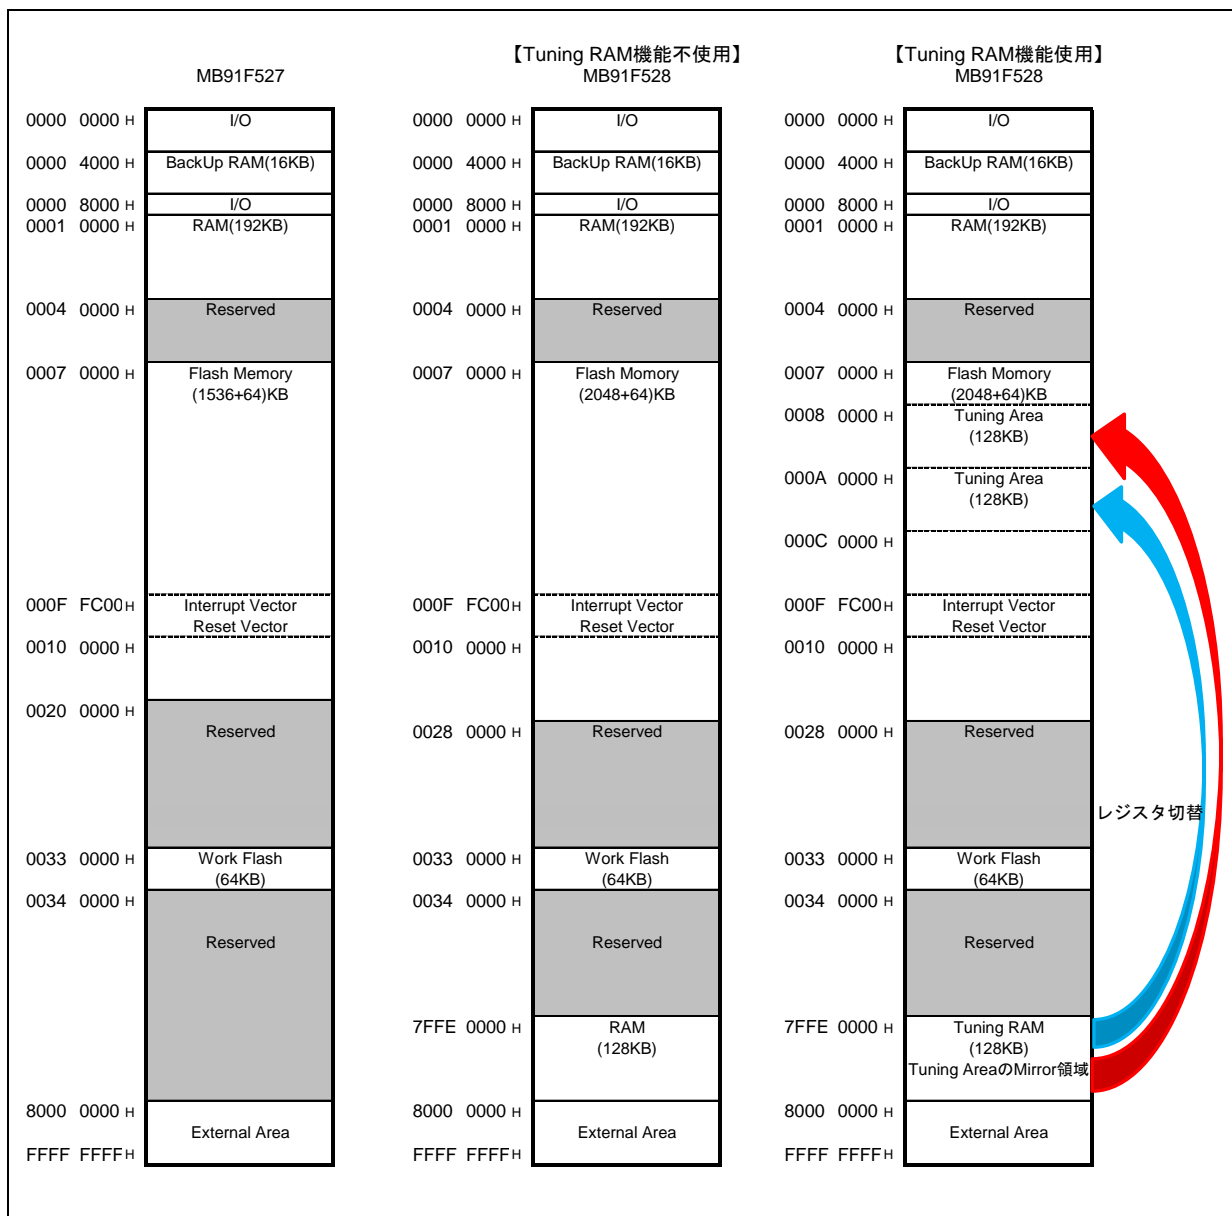 MB91F527
0000 0000 H I/O
0000 4000 H BackUp RAM(16KB)
0000 8000 H I/O
0001 0000 H RAM(192KB)
0004 0000 H Reserved
0007 0000 H Flash Memory
(1536+64)KB
000F FC00H Interrupt Vector
Reset Vector
0010 0000 H
0020 0000 H
Reserved
0033 0000 H Work Flash
(64KB)
0034 0000 H
Reserved
8000 0000 H
External Area
FFFF FFFFH
【Tuning RAM機能不使用】
MB91F528
0000 0000 H I/O
0000 4000 H BackUp RAM(16KB)
0000 8000 H I/O
0001 0000 H RAM(192KB)
0004 0000 H Reserved
0007 0000 H Flash Momory
(2048+64)KB
000F FC00H Interrupt Vector
Reset Vector
0010 0000 H
0028 0000 H Reserved
0033 0000 H Work Flash
(64KB)
0034 0000 H
Reserved
7FFE 0000 H RAM
(128KB)
8000 0000 H
External Area
FFFF FFFFH
【Tuning RAM機能使用】
MB91F528
0000 0000 H I/O
0000 4000 H BackUp RAM(16KB)
0000 8000 H I/O
0001 0000 H RAM(192KB)
0004 0000 H Reserved
0007 0000 H Flash Momory
(2048+64)KB
0008 0000 H Tuning Area
(128KB)
000A 0000 H Tuning Area
(128KB)
000C 0000 H
000F FC00H Interrupt Vector
Reset Vector
0010 0000 H
0028 0000 H Reserved
レジスタ切替
0033 0000 H Work Flash
(64KB)
0034 0000 H
Reserved
7FFE 0000 H Tuning RAM
(128KB)
Tuning AreaのMirror領域
8000 0000 H
External Area
FFFF FFFFH